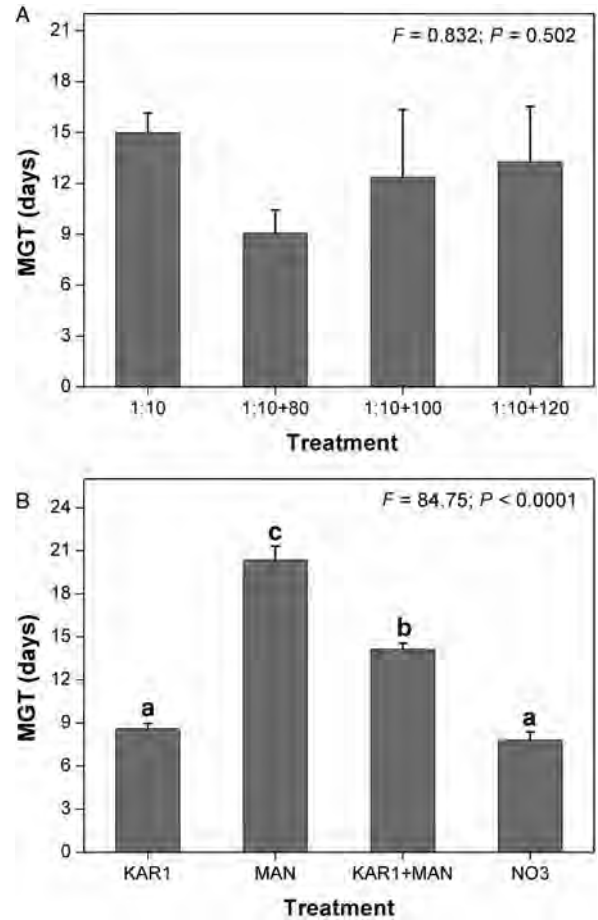 A
F = 0.832; P = 0.502
21
18
15
12
9
6
3
0
MGT (days)
1:10 1:10+80 1:10+100 1:10+120
Treatment
B
F = 84.75; P < 0.0001
24
21
18
15
12
9
6
3
0
MGT (days)
a c b a
KAR1 MAN KAR1+MAN NO3
Treatment